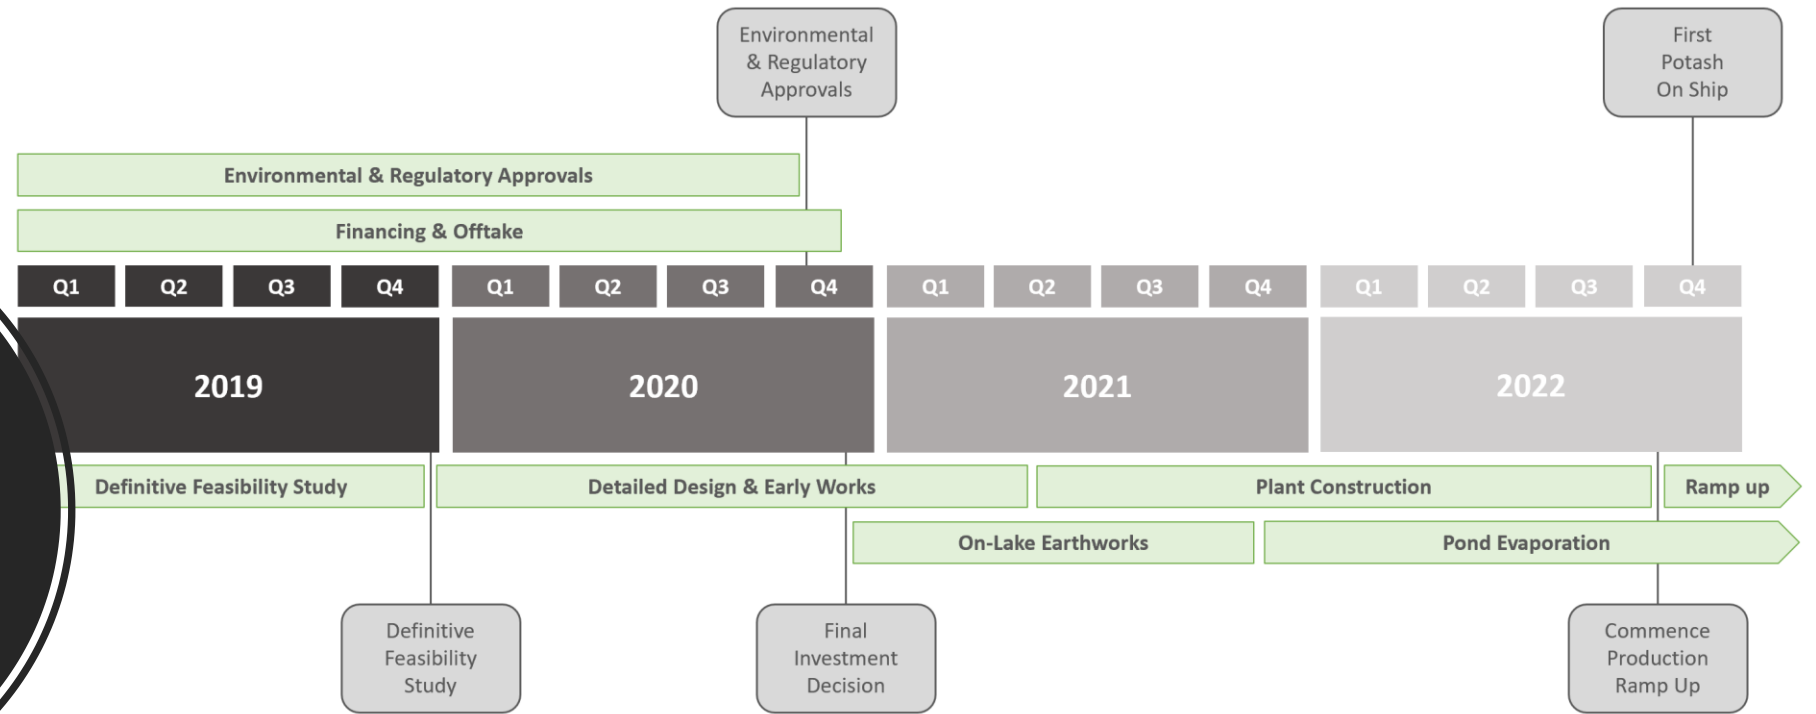 Environmental
& Regulatory
Approvals
First
Potash
On Ship
Environmental & Regulatory Approvals
Financing & Offtake
Q1 Q2 Q3 Q4 Q1 Q2 Q3 Q4 Q1 Q2 Q3 Q4 Q1 Q2 Q3 Q4
2019 2020 2021 2022
Definitive Feasibility Study Detailed Design & Early Works Plant Construction Ramp up
On-Lake Earthworks Pond Evaporation
Definitive
Feasibility
Study
Final
Investment
Decision
Commence
Production
Ramp Up